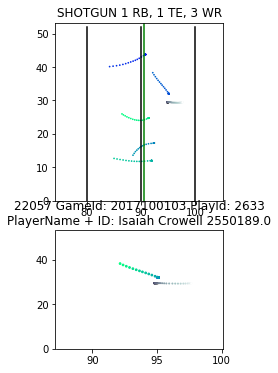 SHOTGUN 1 RB, 1 TE, 3 WR
50
40
30
20
10
0
80 90 100
22057 GameId: 2017100103 PlayId: 2633
PlayerName + ID: Isaiah Crowell 2550189.0
40
20
0
90 95 100